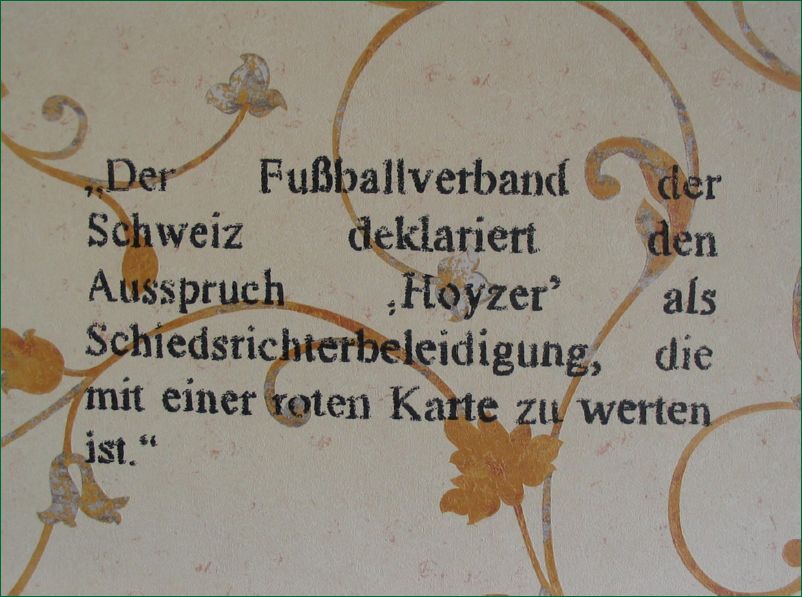 „Der Fußballverband der
Schweiz deklariert den
Ausspruch ‚Hoyzer’ als
Schiedsrichterbeleidigung, die
mit einer roten Karte zu werten
ist.“